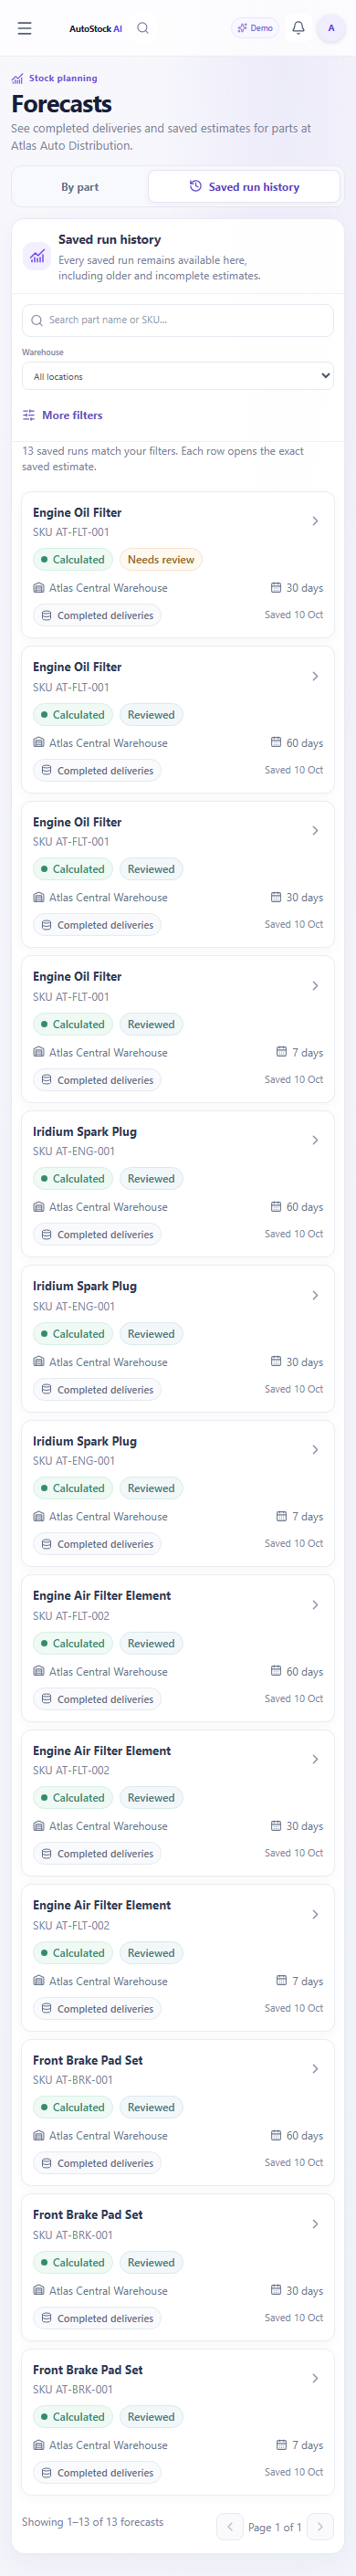 AutoStock AI
Demo
A
Stock planning
Forecasts
See completed deliveries and saved estimates for parts at
Atlas Auto Distribution.
By part
Saved run history
Saved run history
Every saved run remains available here,
including older and incomplete estimates.
Search part name or SKU...
Warehouse
All locations
More filters
13 saved runs match your filters. Each row opens the exact
saved estimate.
Engine Oil Filter
SKU AT-FLT-001
Calculated Needs review
Atlas Central Warehouse 30 days
Completed deliveries Saved 10 Oct
Engine Oil Filter
SKU AT-FLT-001
Calculated Reviewed
Atlas Central Warehouse 60 days
Completed deliveries Saved 10 Oct
Engine Oil Filter
SKU AT-FLT-001
Calculated Reviewed
Atlas Central Warehouse 30 days
Completed deliveries Saved 10 Oct
Engine Oil Filter
SKU AT-FLT-001
Calculated Reviewed
Atlas Central Warehouse 7 days
Completed deliveries Saved 10 Oct
Iridium Spark Plug
SKU AT-ENG-001
Calculated Reviewed
Atlas Central Warehouse 60 days
Completed deliveries Saved 10 Oct
Iridium Spark Plug
SKU AT-ENG-001
Calculated Reviewed
Atlas Central Warehouse 30 days
Completed deliveries Saved 10 Oct
Iridium Spark Plug
SKU AT-ENG-001
Calculated Reviewed
Atlas Central Warehouse 7 days
Completed deliveries Saved 10 Oct
Engine Air Filter Element
SKU AT-FLT-002
Calculated Reviewed
Atlas Central Warehouse 60 days
Completed deliveries Saved 10 Oct
Engine Air Filter Element
SKU AT-FLT-002
Calculated Reviewed
Atlas Central Warehouse 30 days
Completed deliveries Saved 10 Oct
Engine Air Filter Element
SKU AT-FLT-002
Calculated Reviewed
Atlas Central Warehouse 7 days
Completed deliveries Saved 10 Oct
Front Brake Pad Set
SKU AT-BRK-001
Calculated Reviewed
Atlas Central Warehouse 60 days
Completed deliveries Saved 10 Oct
Front Brake Pad Set
SKU AT-BRK-001
Calculated Reviewed
Atlas Central Warehouse 30 days
Completed deliveries Saved 10 Oct
Front Brake Pad Set
SKU AT-BRK-001
Calculated Reviewed
Atlas Central Warehouse 7 days
Completed deliveries Saved 10 Oct
Showing 1–13 of 13 forecasts Page 1 of 1